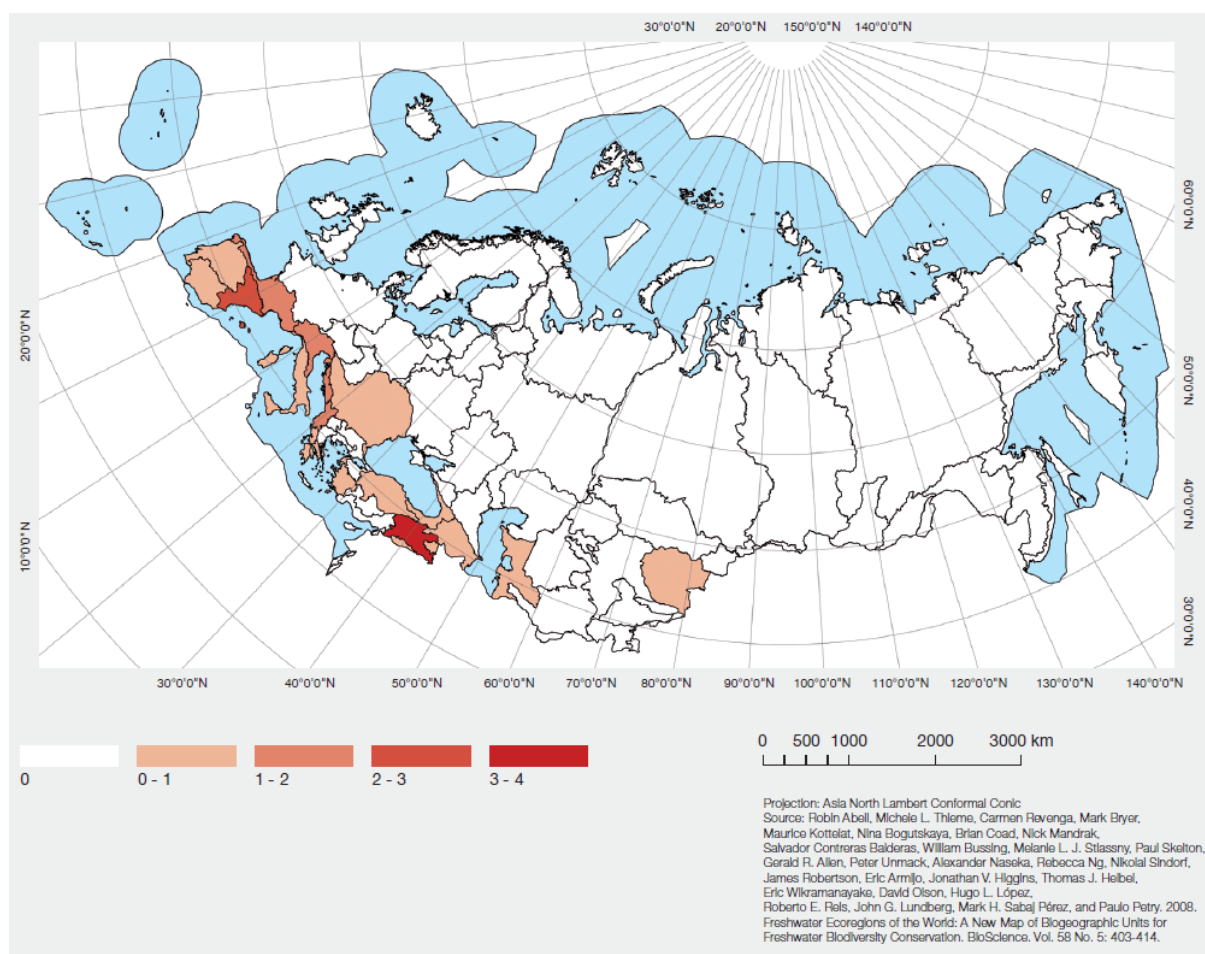 30°0'0"N 20°0'0"N 150°0'0"N 140°0'0"N
60°0'0"N
20°0'0"N
50°0'0"N
40°0'0"N
10°0'0"N
30°0'0"N
30°0'0"N 40°0'0"N 50°0'0"N 60°0'0"N 70°0'0"N 80°0'0"N 90°0'0"N 100°0'0"N 110°0'0"N 120°0'0"N 130°0'0"N 140°0'0"N
0 0 - 1 1 - 2 2 - 3 3 - 4
0 500 1000 2000 3000 km
Projection: Asia North Lambert Conformal Conic
Source: Robin Abell, Michele L. Thieme, Carmen Revenga, Mark Bryer,
Maurice Kottelat, Nina Bogutskaya, Brian Coad, Nick Mandrak,
Salvador Contreras Balderas, William Bussing, Melanie L. J. Stiassny, Paul Skelton,
Gerald R. Allen, Peter Unmack, Alexander Naseka, Rebecca Ng, Nikolai Sindorf,
James Robertson, Eric Armijo, Jonathan V. Higgins, Thomas J. Heibel,
Eric Wikramanayake, David Olson, Hugo L. López,
Roberto E. Reis, John G. Lundberg, Mark H. Sabaj Pérez, and Paulo Petry. 2008.
Freshwater Ecoregions of the World: A New Map of Biogeographic Units for
Freshwater Biodiversity Conservation. BioScience. Vol. 58 No. 5: 403-414.